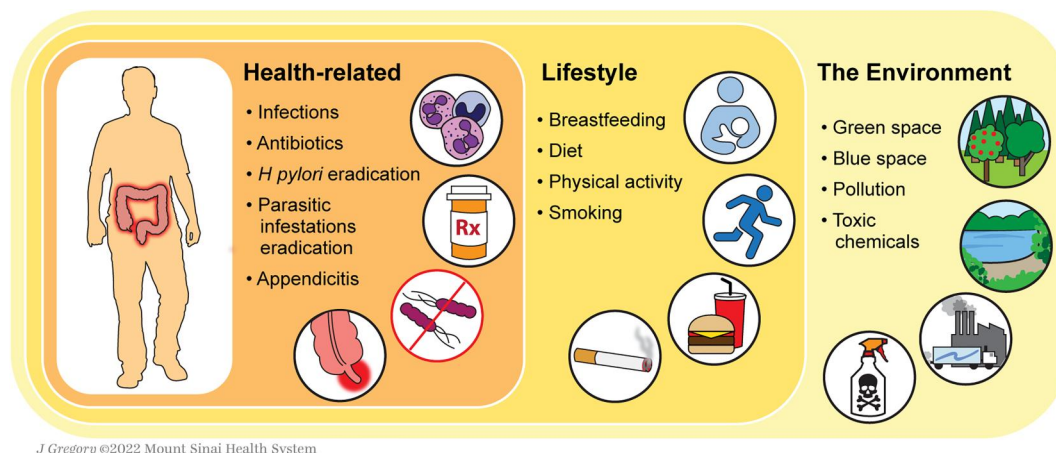 Health-related
• Infections
• Antibiotics
• H pylori eradication
• Parasitic
infestations
eradication
• Appendicitis
Rx
Lifestyle
• Breastfeeding
• Diet
• Physical activity
• Smoking
The Environment
• Green space
• Blue space
• Pollution
• Toxic
chemicals
J Gregory ©2022 Mount Sinai Health System